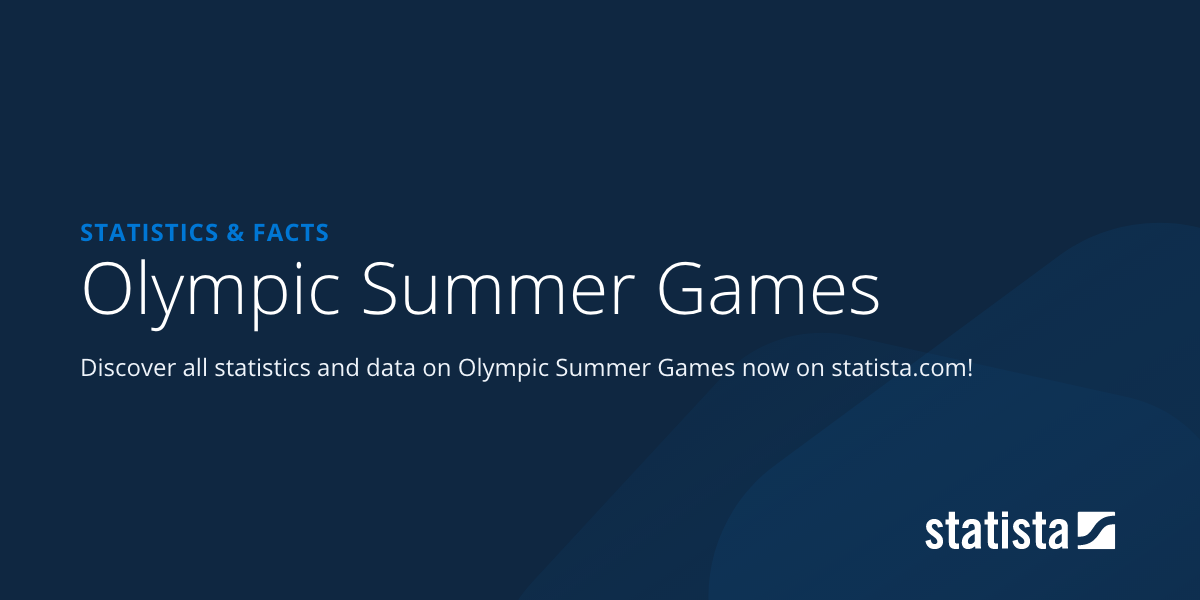 STATISTICS & FACTS
Olympic Summer Games
Discover all statistics and data on Olympic Summer Games now on statista.com!
statista